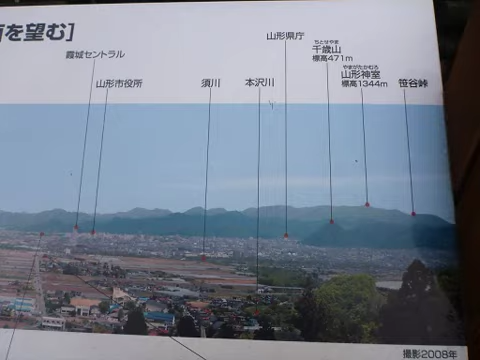 を望む]
霞城セントラル
山形市役所
須川
本沢川
山形県庁
ちとせやま
千歳山
標高471m
やまがたかむろ
山形神室
標高1344m
笹谷峠
撮影2008年